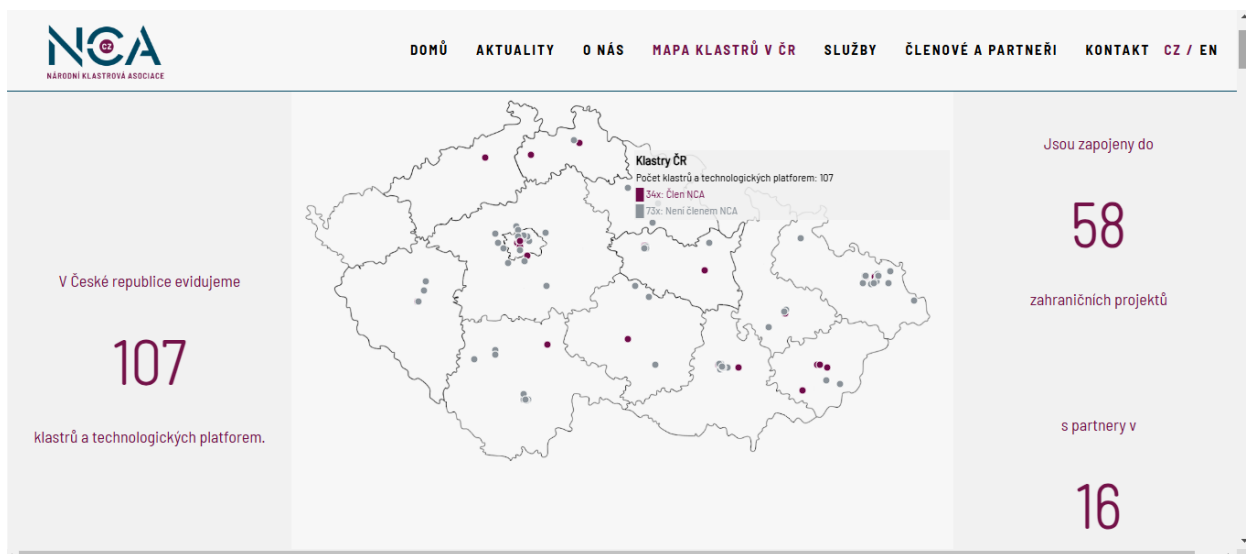 NCA
CZ
NÁRODNÍ KLASTROVÁ ASOCIACE
DOMŮ AKTUALITY O NÁS MAPA KLASTRŮ V ČR SLUŽBY ČLENOVÉ A PARTNEŘI KONTAKT CZ / EN
V České republice evidujeme
107
klastrů a technologických platforem.
Klastry ČR
Počet klastrů a technologických platforem: 107
34x: Člen NCA
73x: Není členem NCA
Jsou zapojeny do
58
zahraničních projektů
s partnery v
16